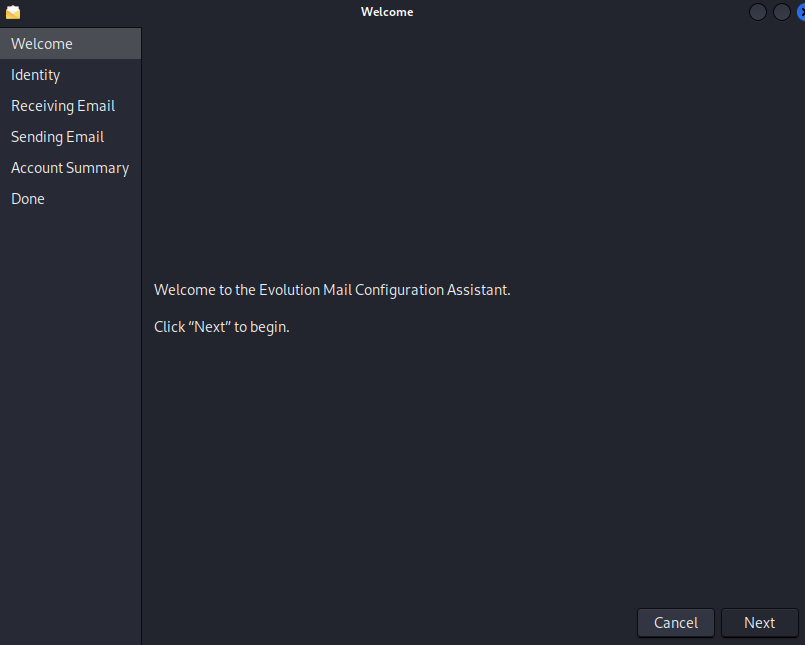 Welcome
Welcome
Identity
Receiving Email
Sending Email
Account Summary
Done
Welcome to the Evolution Mail Configuration Assistant.
Click “Next” to begin.
Cancel
Next